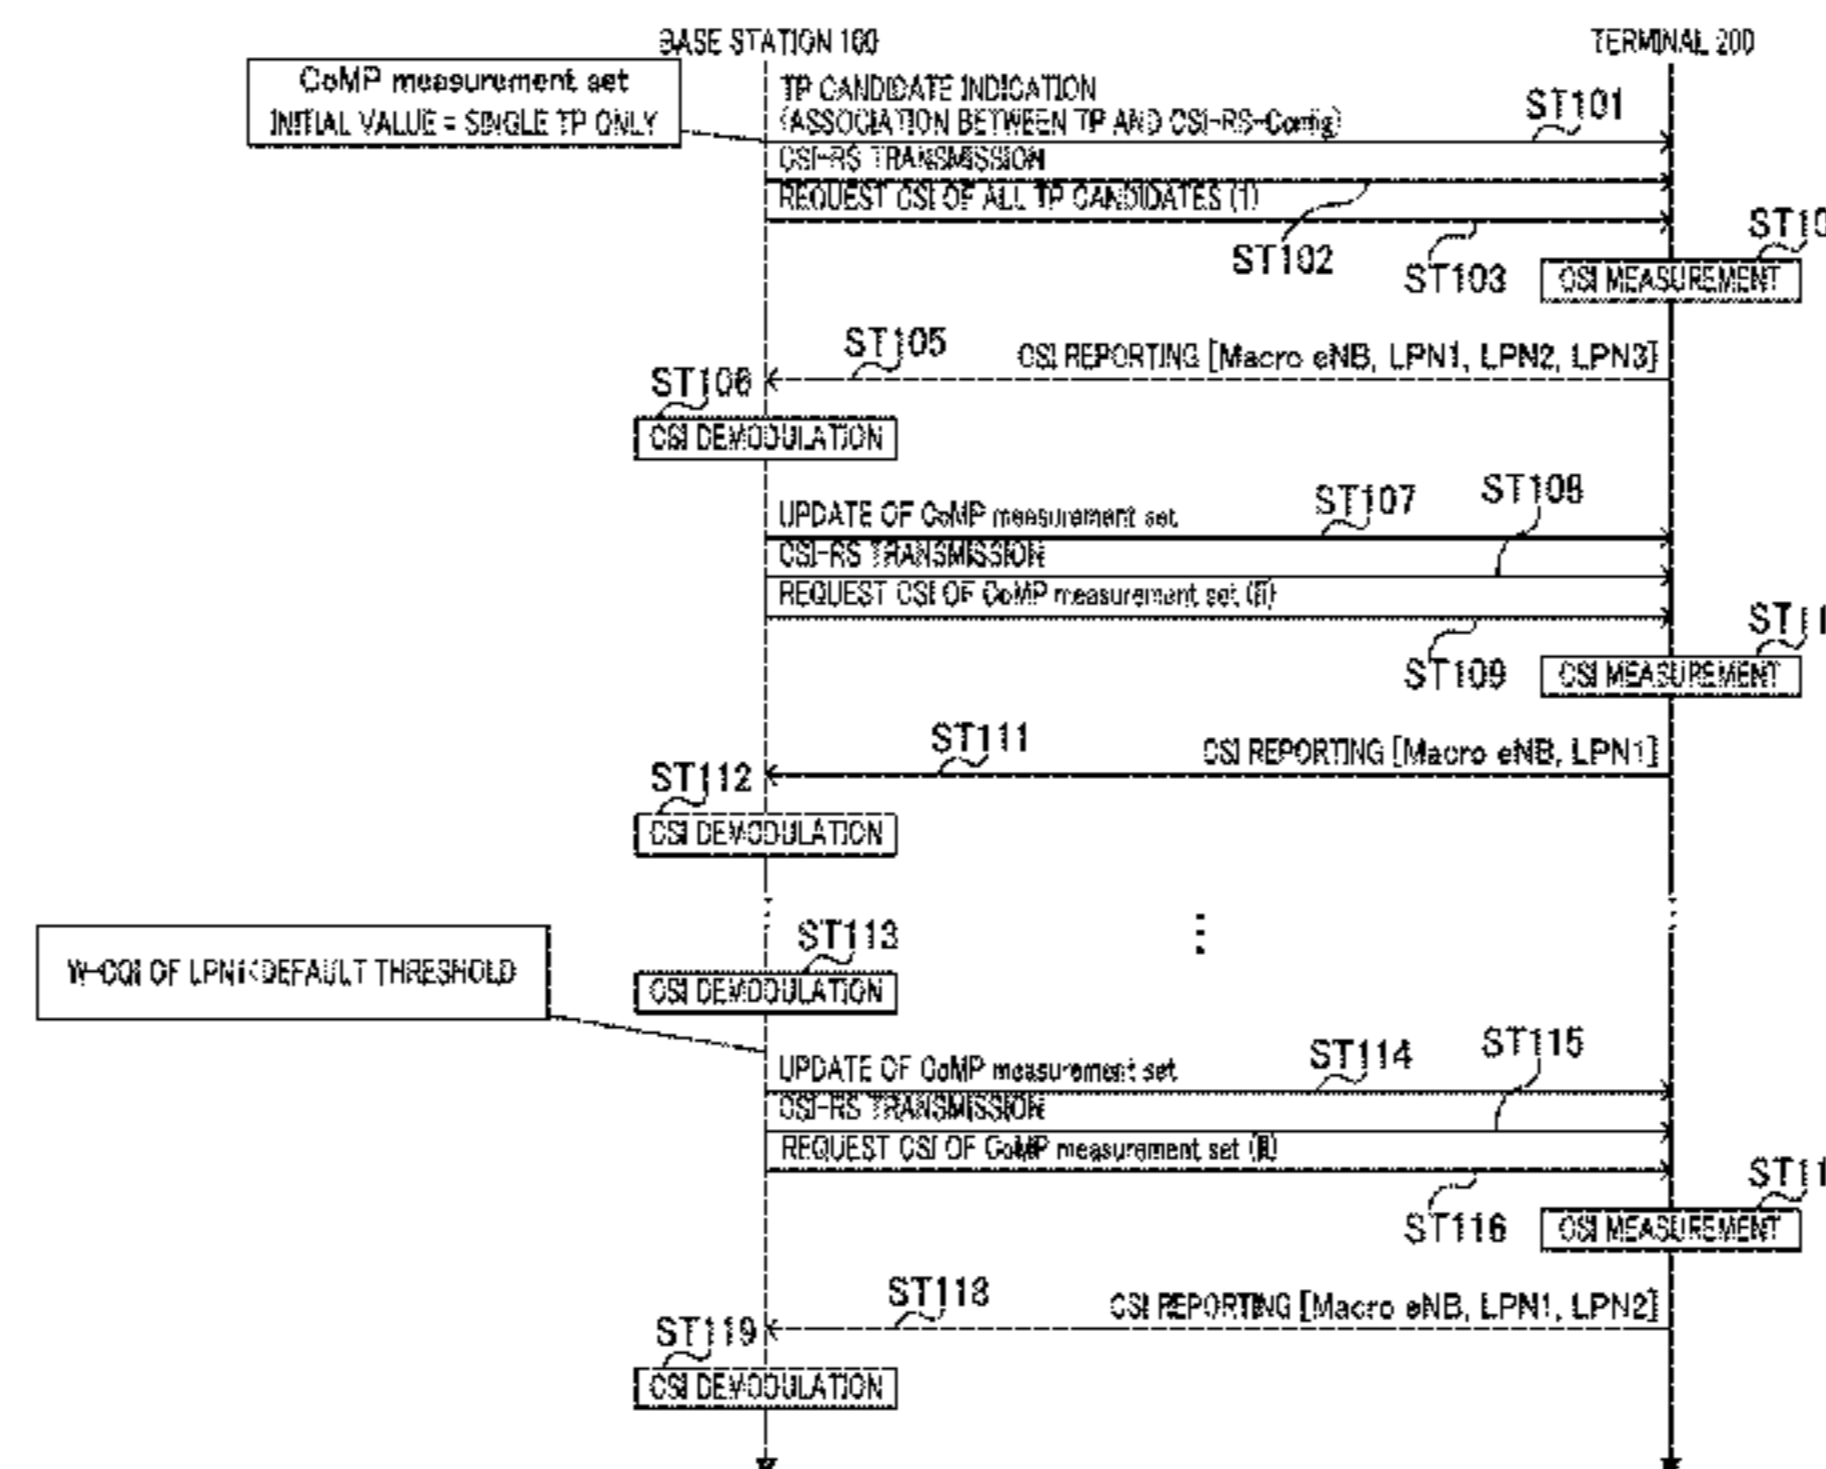 BASE STATION 100
TERMINAL 200
CoMP measurement set
INITIAL VALUE = SINGLE TP ONLY
TP CANDIDATE INDICATION
(ASSOCIATION BETWEEN TP AND CSI-RS-Config)
ST101
CSI-RS TRANSMISSION
REQUEST CSI OF ALL TP CANDIDATES (1)
ST102
ST103
ST10
CSI MEASUREMENT
ST105
CSI REPORTING [Macro eNB, LPN1, LPN2, LPN3]
ST106
CSI DEMODULATION
UPDATE OF CoMP measurement set
ST107
ST108
CSI-RS TRANSMISSION
REQUEST CSI OF CoMP measurement set
ST109
ST11
CSI MEASUREMENT
ST111
CSI REPORTING [Macro eNB, LPN1]
ST112
CSI DEMODULATION
ST113
W-CQI OF LPN1<DEFAULT THRESHOLD
CSI DEMODULATION
UPDATE OF CoMP measurement set
ST114
ST115
CSI-RS TRANSMISSION
REQUEST CSI OF CoMP measurement set
ST116
ST11
CSI MEASUREMENT
ST118
CSI REPORTING [Macro eNB, LPN1, LPN2]
ST119
CSI DEMODULATION